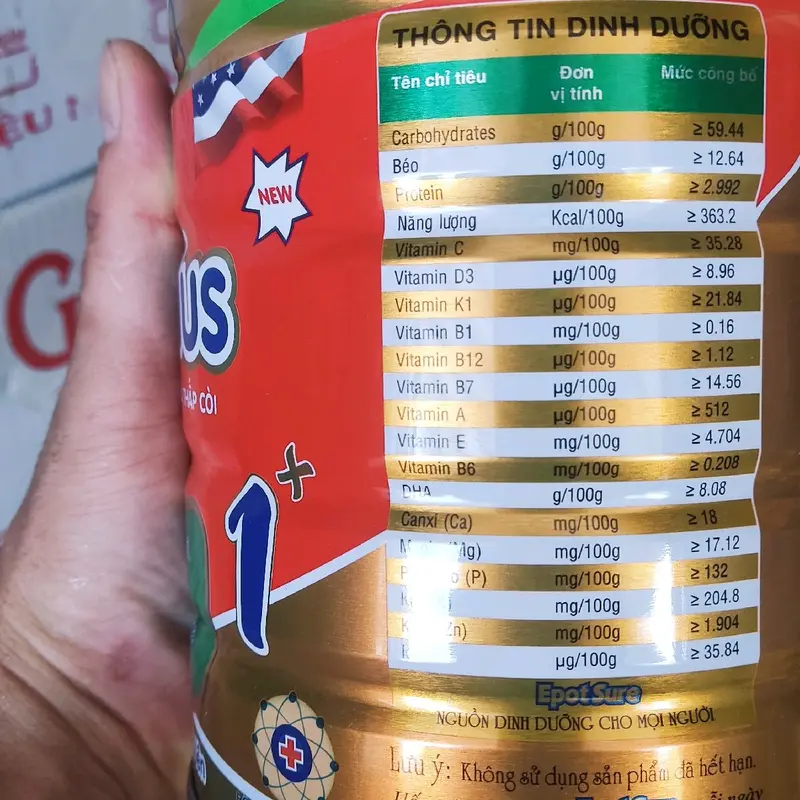 THÔNG TIN DINH DƯỠNG
Tên chỉ tiêu Đơn vị tính Mức công bố
Carbohydrates g/100g ≥ 59.44
Béo g/100g ≥ 12.64
Protein g/100g ≥ 2.992
Năng lượng Kcal/100g ≥ 363.2
Vitamin C mg/100g ≥ 35.28
Vitamin D3 µg/100g ≥ 8.96
Vitamin K1 µg/100g ≥ 21.84
Vitamin B1 mg/100g ≥ 0.16
Vitamin B12 µg/100g ≥ 1.12
Vitamin B7 µg/100g ≥ 14.56
Vitamin A µg/100g ≥ 512
Vitamin E mg/100g ≥ 4.704
Vitamin B6 mg/100g ≥ 0.208
DHA g/100g ≥ 8.08
Canxi (Ca) mg/100g ≥ 18
(Mg) mg/100g ≥ 17.12
(P) mg/100g ≥ 132
mg/100g ≥ 204.8
mg/100g ≥ 1.904
µg/100g ≥ 35.84
EpotSure
NGUỒN DINH DƯỠNG CHO MỌI NGƯỜI
Lưu ý: Không sử dụng sản phẩm đã hết hạn.
NEW
US
THẤP CÒI
1+